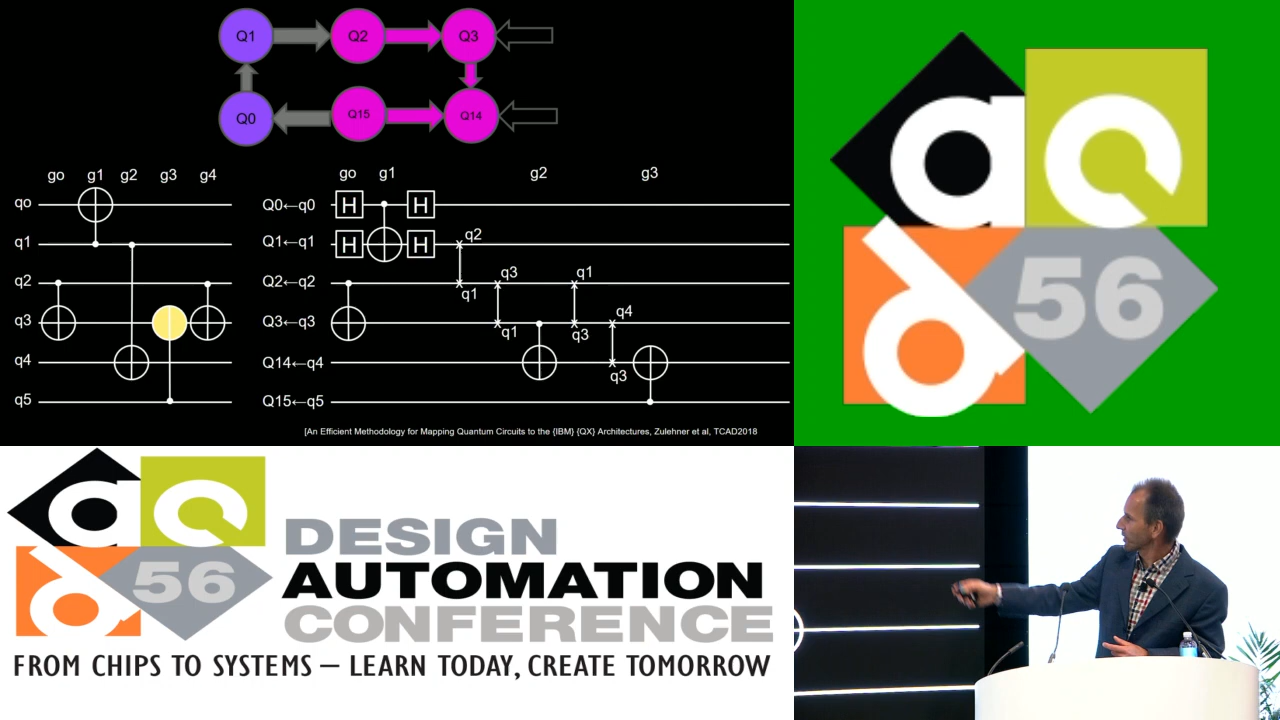 Q1 Q2 Q3
Q0 Q15 Q14
go g1 g2 g3 g4
qo
q1
q2
q3
q4
q5
go g1 g2 g3
Q0←q0 H H
Q1←q1 H H q2
Q2←q2 q1 q3 q1
Q3←q3 q1 q3 q4
Q14←q4 q3
Q15←q5
[An Efficient Methodology for Mapping Quantum Circuits to the {IBM} {QX} Architectures, Zulehner et al, TCAD2018
dac
56
dac
56
DESIGN
AUTOMATION
CONFERENCE
FROM CHIPS TO SYSTEMS — LEARN TODAY, CREATE TOMORROW